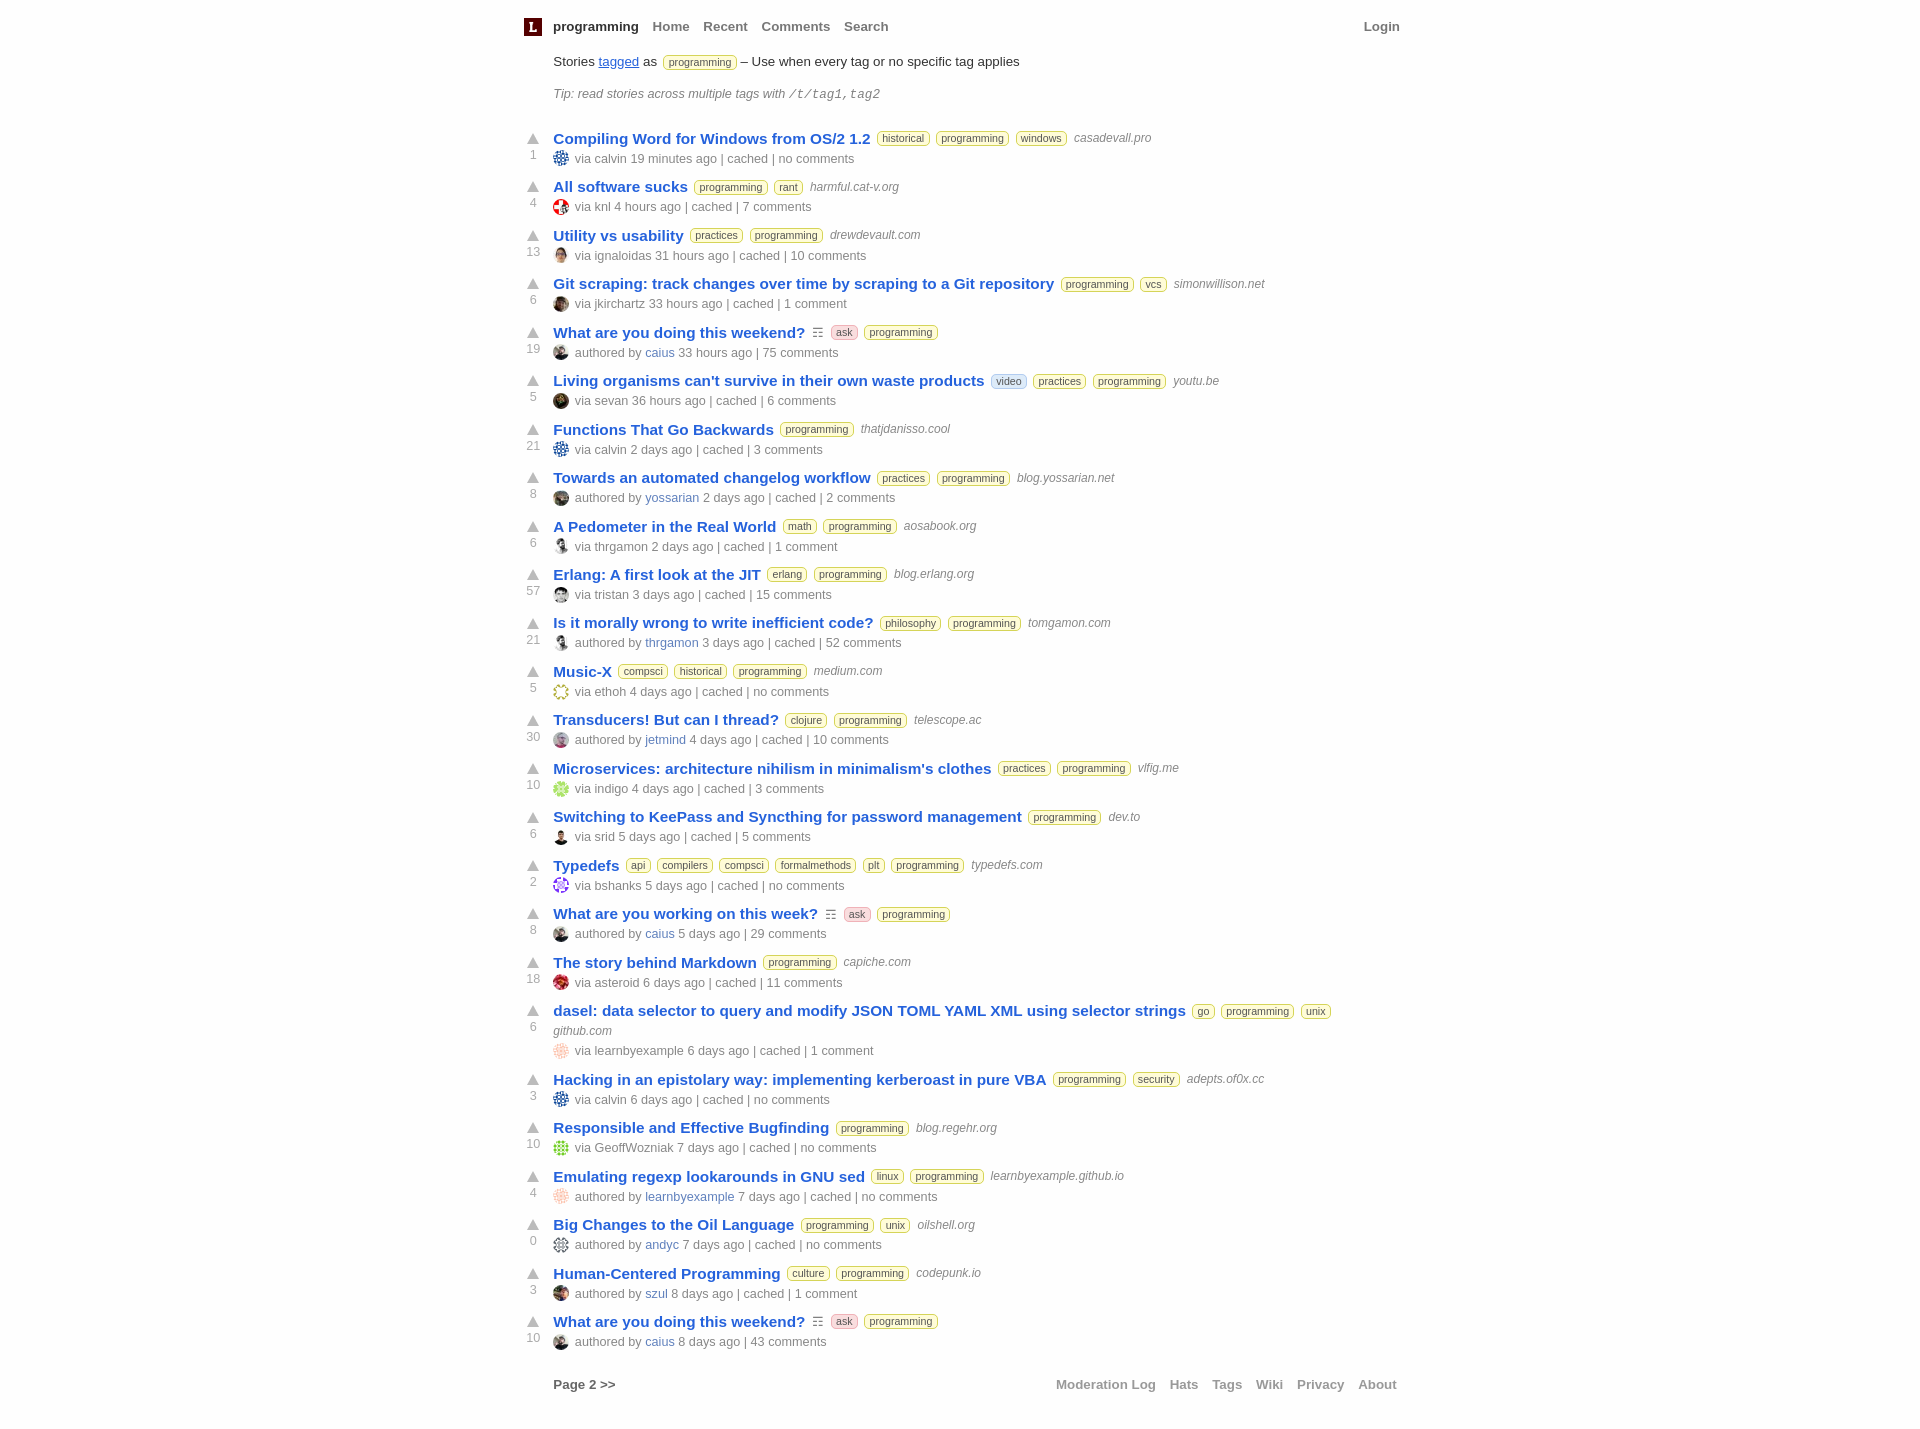 L programming Home Recent Comments Search Login
Stories tagged as programming – Use when every tag or no specific tag applies
Tip: read stories across multiple tags with /t/tag1,tag2
Compiling Word for Windows from OS/2 1.2 historical programming windows casadevall.pro
1 via calvin 19 minutes ago | cached | no comments
All software sucks programming rant harmful.cat-v.org
4 via knl 4 hours ago | cached | 7 comments
Utility vs usability practices programming drewdevault.com
13 via ignaloidas 31 hours ago | cached | 10 comments
Git scraping: track changes over time by scraping to a Git repository programming vcs simonwillison.net
6 via jkirchartz 33 hours ago | cached | 1 comment
What are you doing this weekend? ☶ ask programming
19 authored by caius 33 hours ago | 75 comments
Living organisms can't survive in their own waste products video practices programming youtu.be
5 via sevan 36 hours ago | cached | 6 comments
Functions That Go Backwards programming thatjdanisso.cool
21 via calvin 2 days ago | cached | 3 comments
Towards an automated changelog workflow practices programming blog.yossarian.net
8 authored by yossarian 2 days ago | cached | 2 comments
A Pedometer in the Real World math programming aosabook.org
6 via thrgamon 2 days ago | cached | 1 comment
Erlang: A first look at the JIT erlang programming blog.erlang.org
57 via tristan 3 days ago | cached | 15 comments
Is it morally wrong to write inefficient code? philosophy programming tomgamon.com
21 authored by thrgamon 3 days ago | cached | 52 comments
Music-X compsci historical programming medium.com
5 via ethoh 4 days ago | cached | no comments
Transducers! But can I thread? clojure programming telescope.ac
30 authored by jetmind 4 days ago | cached | 10 comments
Microservices: architecture nihilism in minimalism's clothes practices programming vlfig.me
10 via indigo 4 days ago | cached | 3 comments
Switching to KeePass and Syncthing for password management programming dev.to
6 via srid 5 days ago | cached | 5 comments
Typedefs api compilers compsci formalmethods plt programming typedefs.com
2 via bshanks 5 days ago | cached | no comments
What are you working on this week? ☶ ask programming
8 authored by caius 5 days ago | 29 comments
The story behind Markdown programming capiche.com
18 via asteroid 6 days ago | cached | 11 comments
dasel: data selector to query and modify JSON TOML YAML XML using selector strings go programming unix
6 github.com
via learnbyexample 6 days ago | cached | 1 comment
Hacking in an epistolary way: implementing kerberoast in pure VBA programming security adepts.of0x.cc
3 via calvin 6 days ago | cached | no comments
Responsible and Effective Bugfinding programming blog.regehr.org
10 via GeoffWozniak 7 days ago | cached | no comments
Emulating regexp lookarounds in GNU sed linux programming learnbyexample.github.io
4 authored by learnbyexample 7 days ago | cached | no comments
Big Changes to the Oil Language programming unix oilshell.org
0 authored by andyc 7 days ago | cached | no comments
Human-Centered Programming culture programming codepunk.io
3 authored by szul 8 days ago | cached | 1 comment
What are you doing this weekend? ☶ ask programming
10 authored by caius 8 days ago | 43 comments
Page 2 >> Moderation Log Hats Tags Wiki Privacy About